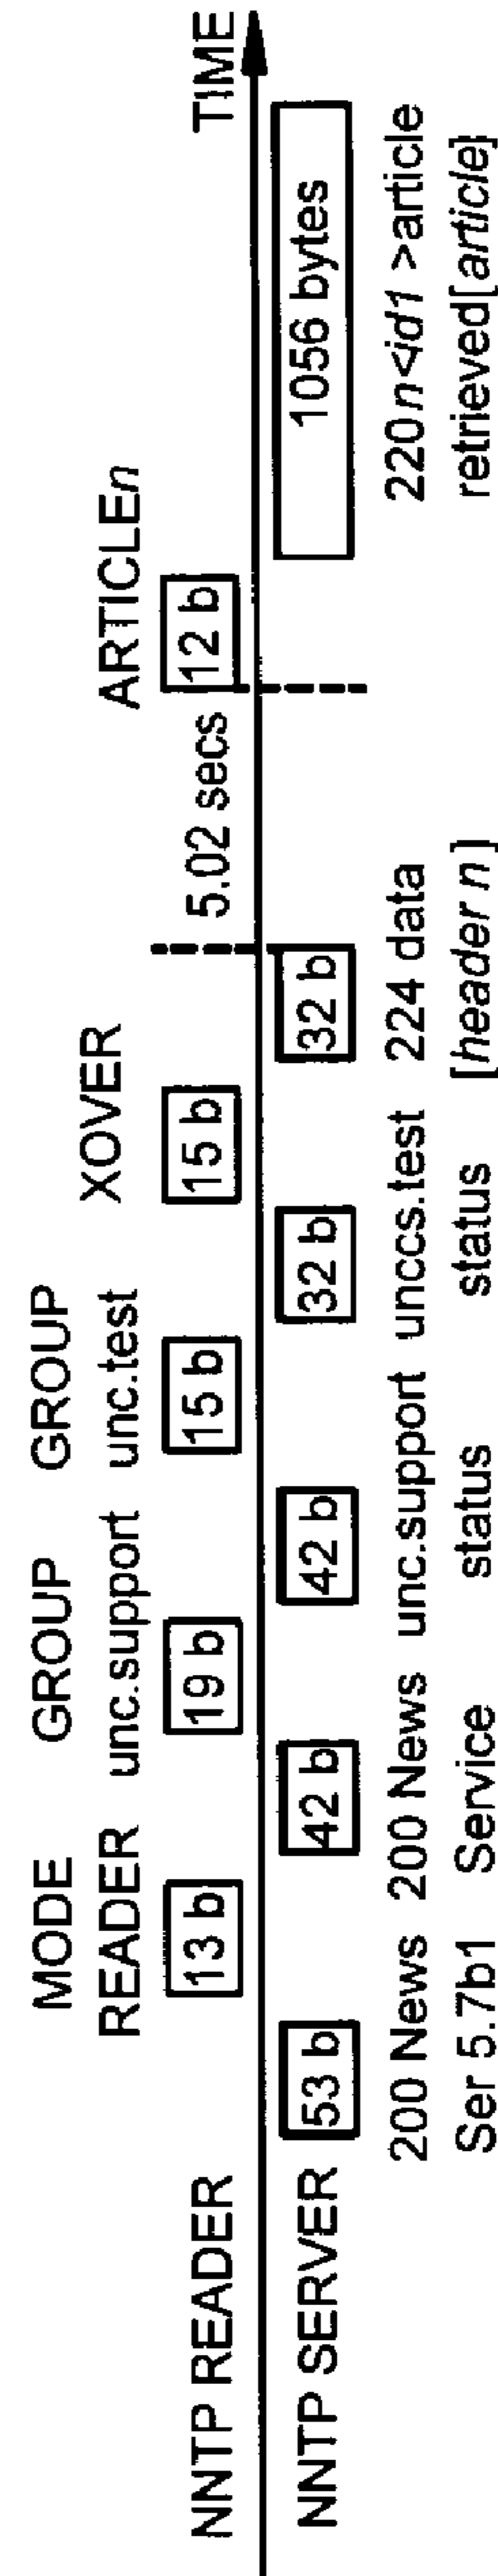 NNTP READER
MODE
READER
13 b
GROUP
unc.support
19 b
GROUP
unc.test
15 b
XOVER
15 b
5.02 secs
ARTICLEn
12 b
TIME
NNTP SERVER
53 b
200 News
Ser 5.7b1
42 b
200 News
Service
42 b
unc.support
status
32 b
unccs.test
status
32 b
224 data
[header n]
1056 bytes
220n<id1 >article
retrieved[article]